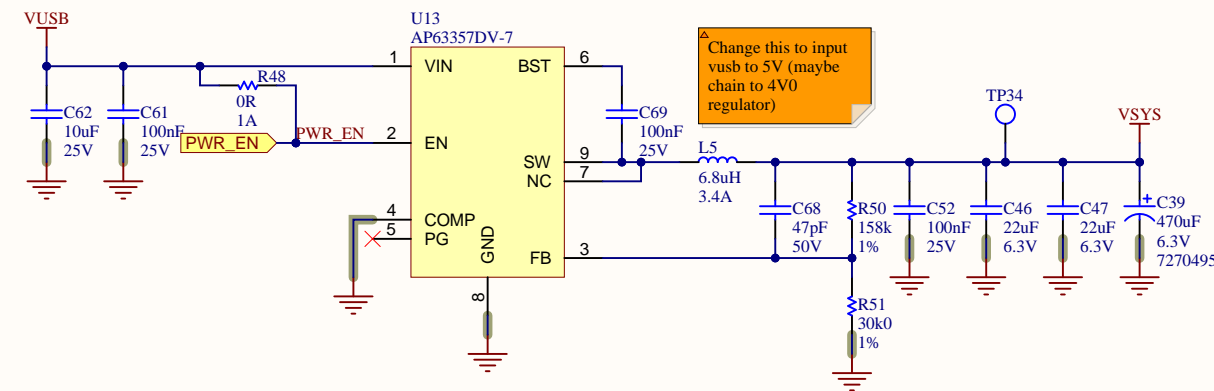 VUSB
U13
AP63357DV-7
Change this to input
vusb to 5V (maybe
chain to 4V0
regulator)
1
VIN
BST
6
R48
0R
1A
C62
10uF
25V
C61
100nF
25V
PWR_EN
PWR_EN
2
EN
C69
100nF
25V
TP34
VSYS
SW
9
NC
7
L5
6.8uH
3.4A
4
COMP
5
PG
GND
8
FB
3
C68
47pF
50V
R50
158k
1%
C52
100nF
25V
C46
22uF
6.3V
C47
22uF
6.3V
+
C39
470uF
6.3V
7270495
R51
30k0
1%